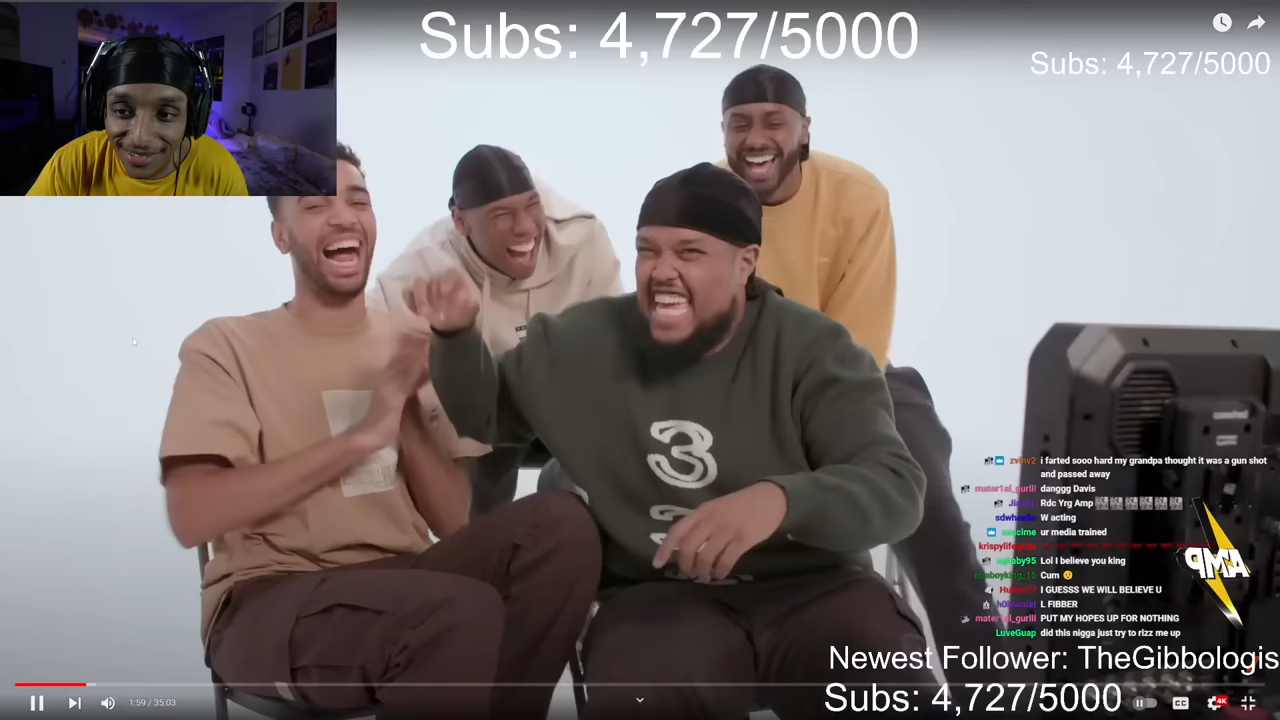 Subs: 4,727/5000
Subs: 4,727/5000
3
zviny2 i farted sooo hard my grandpa thought it was a gun shot
and passed away
danggg Davis
Rdc Yrg Amp
W acting
ur media trained
Lol I believe you king
Cum
I GUESSS WE WILL BELIEVE U
L FIBBER
PUT MY HOPES UP FOR NOTHING
LuveGuap did this nigga just try to rizz me up
AMP
Newest Follower: TheGibbologis
Subs: 4,727/5000
1:59 / 35:03
CC
4K